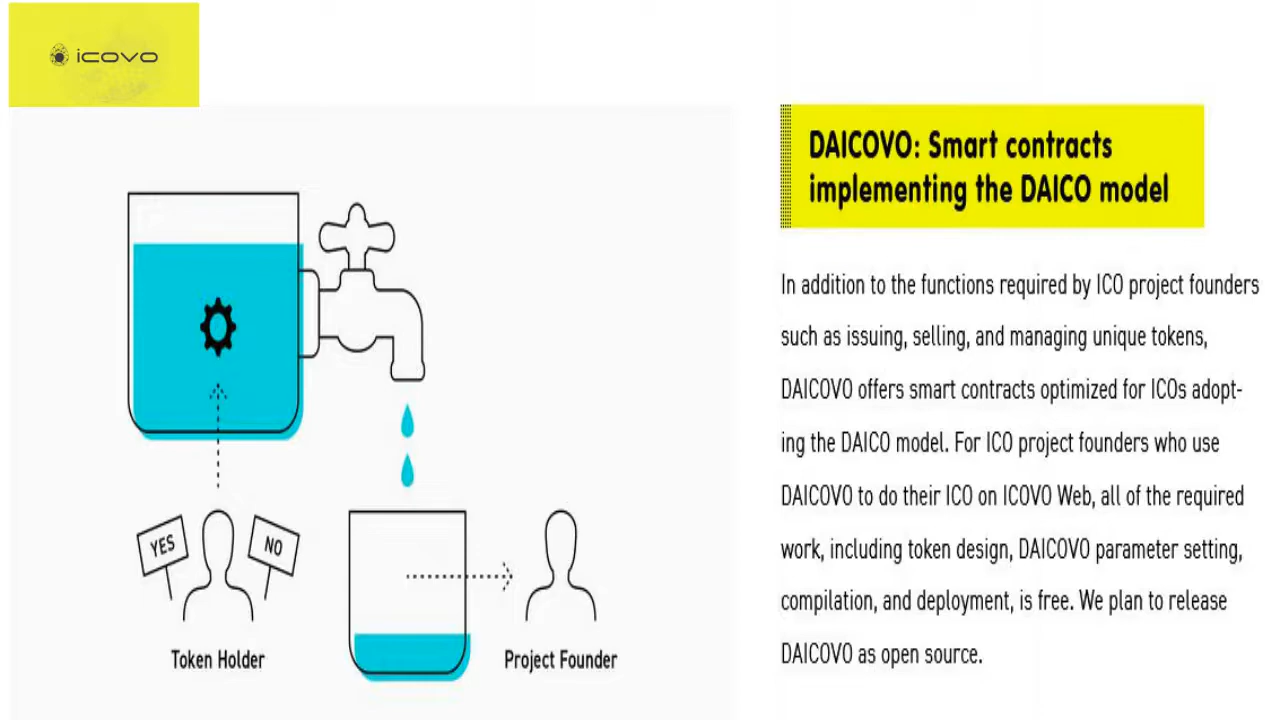 icovo
DAICOVO: Smart contracts
implementing the DAICO model
In addition to the functions required by ICO project founders
such as issuing, selling, and managing unique tokens,
DAICOVO offers smart contracts optimized for ICOs adopt-
ing the DAICO model. For ICO project founders who use
DAICOVO to do their ICO on ICOVO Web, all of the required
work, including token design, DAICOVO parameter setting,
compilation, and deployment, is free. We plan to release
DAICOVO as open source.
YES
NO
Token Holder
Project Founder